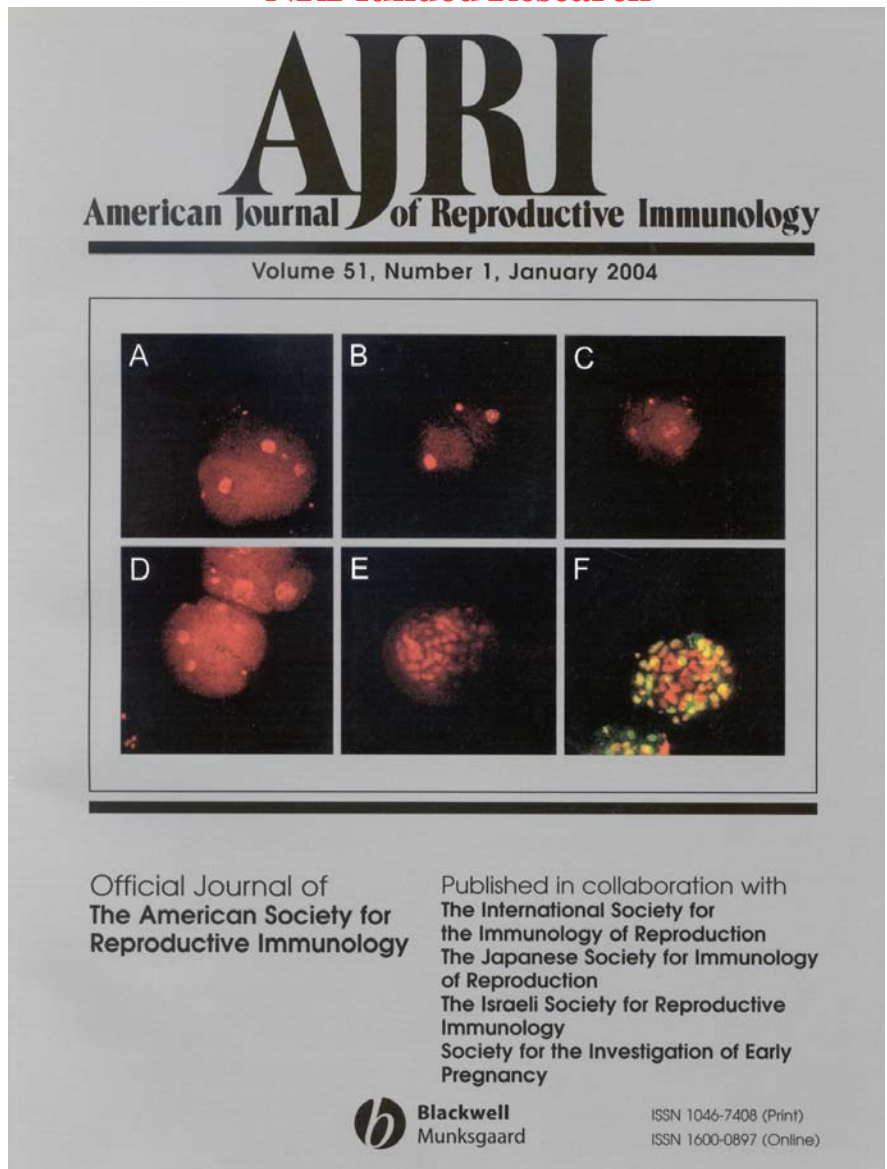 AJRI
American Journal of Reproductive Immunology
Volume 51, Number 1, January 2004
A
B
C
D
E
F
Official Journal of
The American Society for
Reproductive Immunology
Published in collaboration with
The International Society for
the Immunology of Reproduction
The Japanese Society for Immunology
of Reproduction
The Israeli Society for Reproductive
Immunology
Society for the Investigation of Early
Pregnancy
b
Blackwell
Munksgaard
ISSN 1046-7408 (Print)
ISSN 1600-0897 (Online)